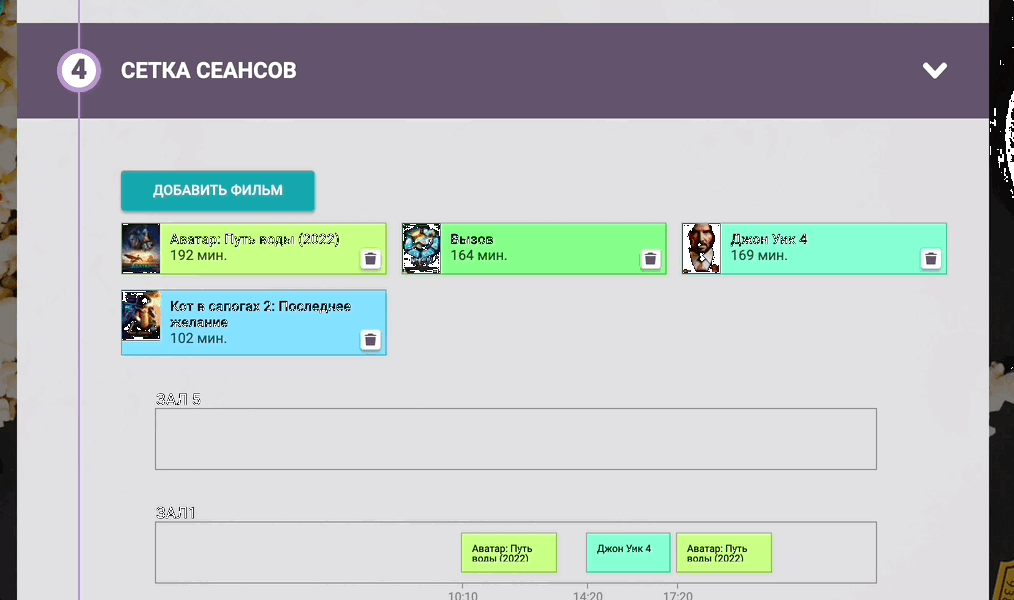 4 СЕТКА СЕАНСОВ
ДОБАВИТЬ ФИЛЬМ
Аватар: Путь воды (2022)
192 мин.
Вызов
164 мин.
Джон Уик 4
169 мин.
Кот в сапогах 2: Последнее
желание
102 мин.
ЗАЛ 5
ЗАЛ1
Аватар: Путь
воды (2022)
Джон Уик 4
Аватар: Путь
воды (2022)
10:10 14:20 17:20